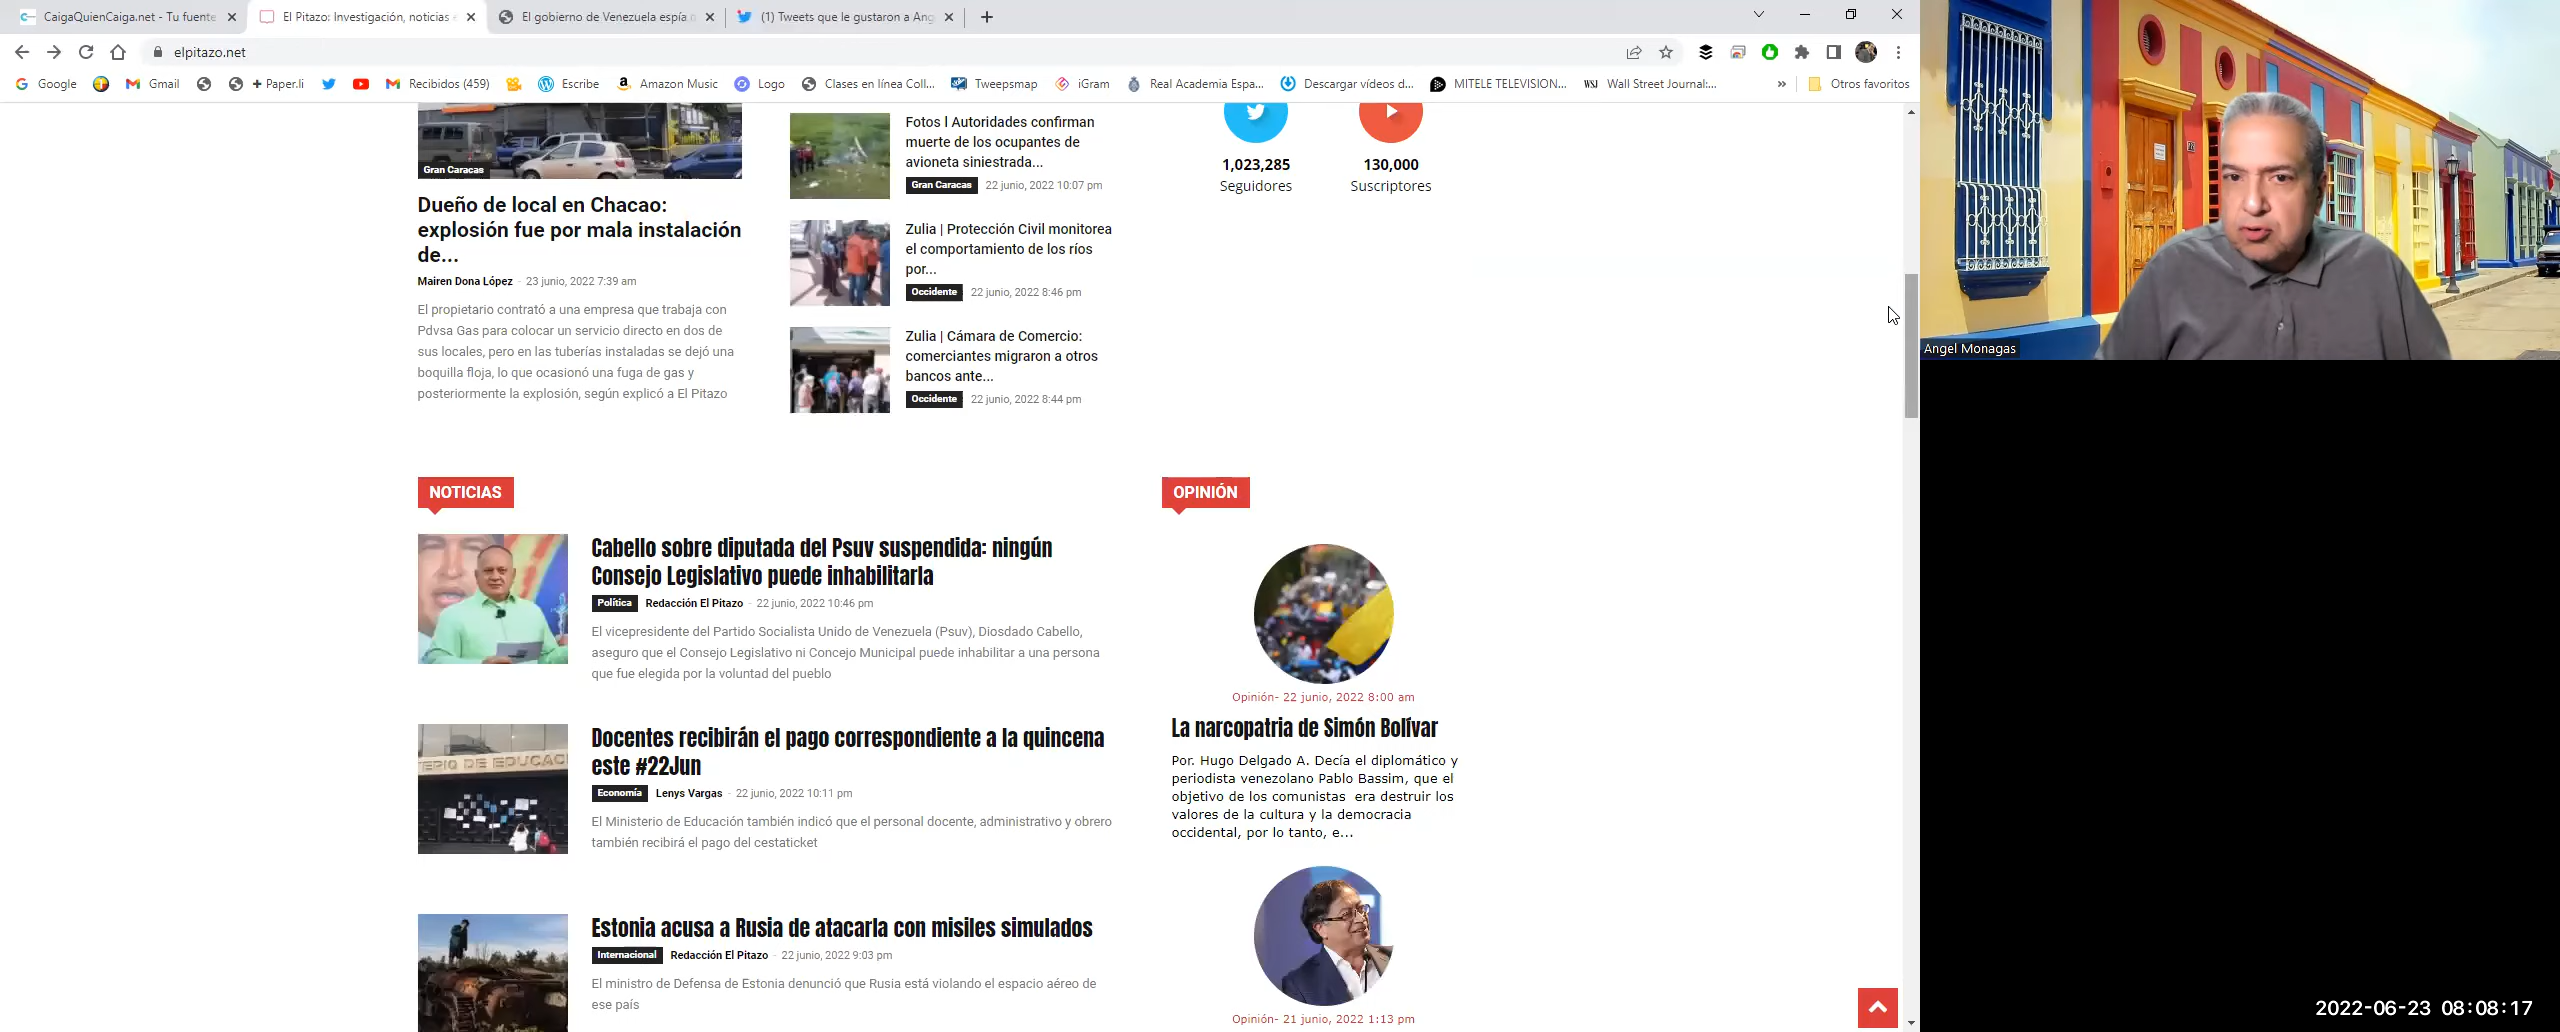 CaigaQuienCaiga.net - Tu fuente
El Pitazo: Investigación, noticias e
El gobierno de Venezuela espía
(1) Tweets que le gustaron a Ang
elpitazo.net
Google
Gmail
+ Paper.li
Recibidos (459)
Escribe
Amazon Music
Logo
Clases en línea Coll...
Tweepsmap
iGram
Real Academia Espa...
Descargar vídeos d...
MITELE TELEVISION...
WSJ Wall Street Journal:...
»
Otros favoritos
Gran Caracas
Dueño de local en Chacao:
explosión fue por mala instalación
de...
Mairen Dona López - 23 junio, 2022 7:39 am
El propietario contrató a una empresa que trabaja con
Pdvsa Gas para colocar un servicio directo en dos de
sus locales, pero en las tuberías instaladas se dejó una
boquilla floja, lo que ocasionó una fuga de gas y
posteriormente la explosión, según explicó a El Pitazo
Fotos l Autoridades confirman
muerte de los ocupantes de
avioneta siniestrada...
Gran Caracas 22 junio, 2022 10:07 pm
Zulia | Protección Civil monitorea
el comportamiento de los ríos
por...
Occidente 22 junio, 2022 8:46 pm
Zulia | Cámara de Comercio:
comerciantes migraron a otros
bancos ante...
Occidente 22 junio, 2022 8:44 pm
1,023,285
Seguidores
130,000
Suscriptores
NOTICIAS
Cabello sobre diputada del Psuv suspendida: ningún
Consejo Legislativo puede inhabilitarla
Política Redacción El Pitazo - 22 junio, 2022 10:46 pm
El vicepresidente del Partido Socialista Unido de Venezuela (Psuv), Diosdado Cabello,
aseguro que el Consejo Legislativo ni Concejo Municipal puede inhabilitar a una persona
que fue elegida por la voluntad del pueblo
TERIO DE EDUCAC
Docentes recibirán el pago correspondiente a la quincena
este #22Jun
Economía Lenys Vargas - 22 junio, 2022 10:11 pm
El Ministerio de Educación también indicó que el personal docente, administrativo y obrero
también recibirá el pago del cestaticket
Estonia acusa a Rusia de atacarla con misiles simulados
Internacional Redacción El Pitazo - 22 junio, 2022 9:03 pm
El ministro de Defensa de Estonia denunció que Rusia está violando el espacio aéreo de
ese país
OPINIÓN
Opinión- 22 junio, 2022 8:00 am
La narcopatria de Simón Bolívar
Por. Hugo Delgado A. Decía el diplomático y
periodista venezolano Pablo Bassim, que el
objetivo de los comunistas era destruir los
valores de la cultura y la democracia
occidental, por lo tanto, e...
Opinión- 21 junio, 2022 1:13 pm
Angel Monagas
2022-06-23 08:08:17